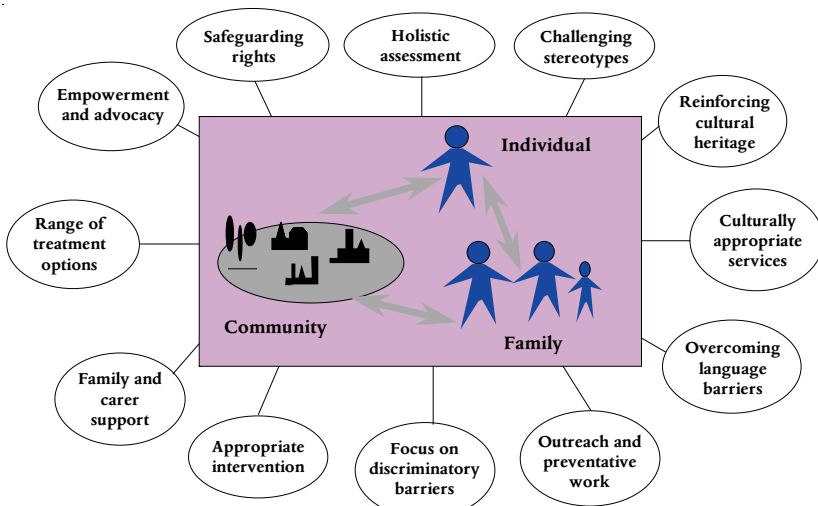 Safeguarding
rights
Holistic
assessment
Challenging
stereotypes
Empowerment
and advocacy
Reinforcing
cultural
heritage
Individual
Range of
treatment
options
Culturally
appropriate
services
Community
Family
Family and
carer
support
Overcoming
language
barriers
Appropriate
intervention
Focus on
discriminatory
barriers
Outreach and
preventative
work